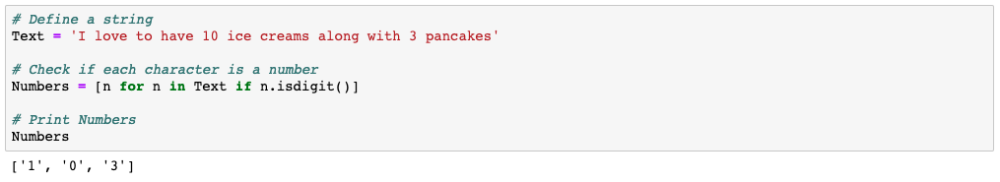 # Define a string
Text = 'I love to have 10 ice creams along with 3 pancakes'
# Check if each character is a number
Numbers = [n for n in Text if n.isdigit()]
# Print Numbers
Numbers
['1', '0', '3']